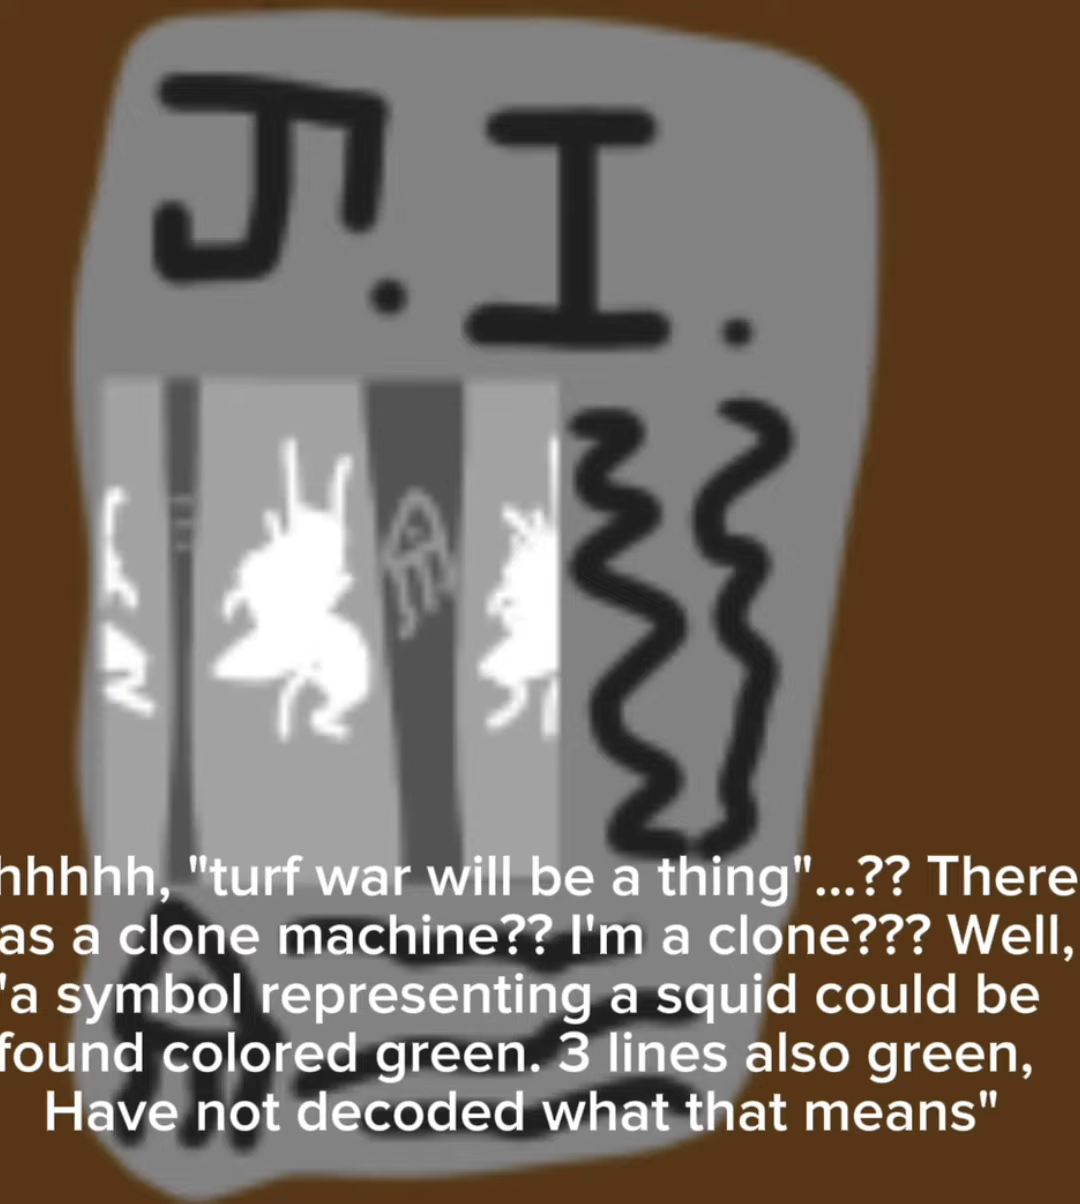 J. I.
hhhhh, "turf war will be a thing"...?? There
as a clone machine?? I'm a clone??? Well,
'a symbol representing a squid could be
found colored green. 3 lines also green,
Have not decoded what that means"